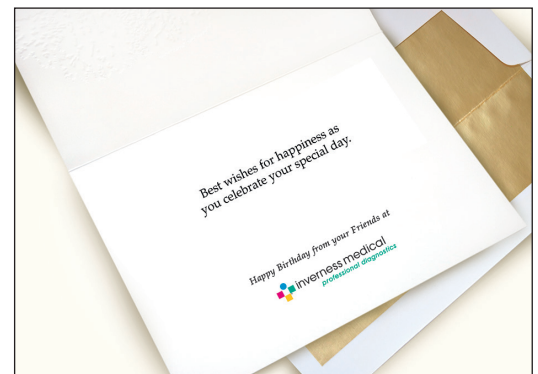 Best wishes for happiness as
you celebrate your special day.
Happy Birthday from your Friends at
inverness medical
professional diagnostics